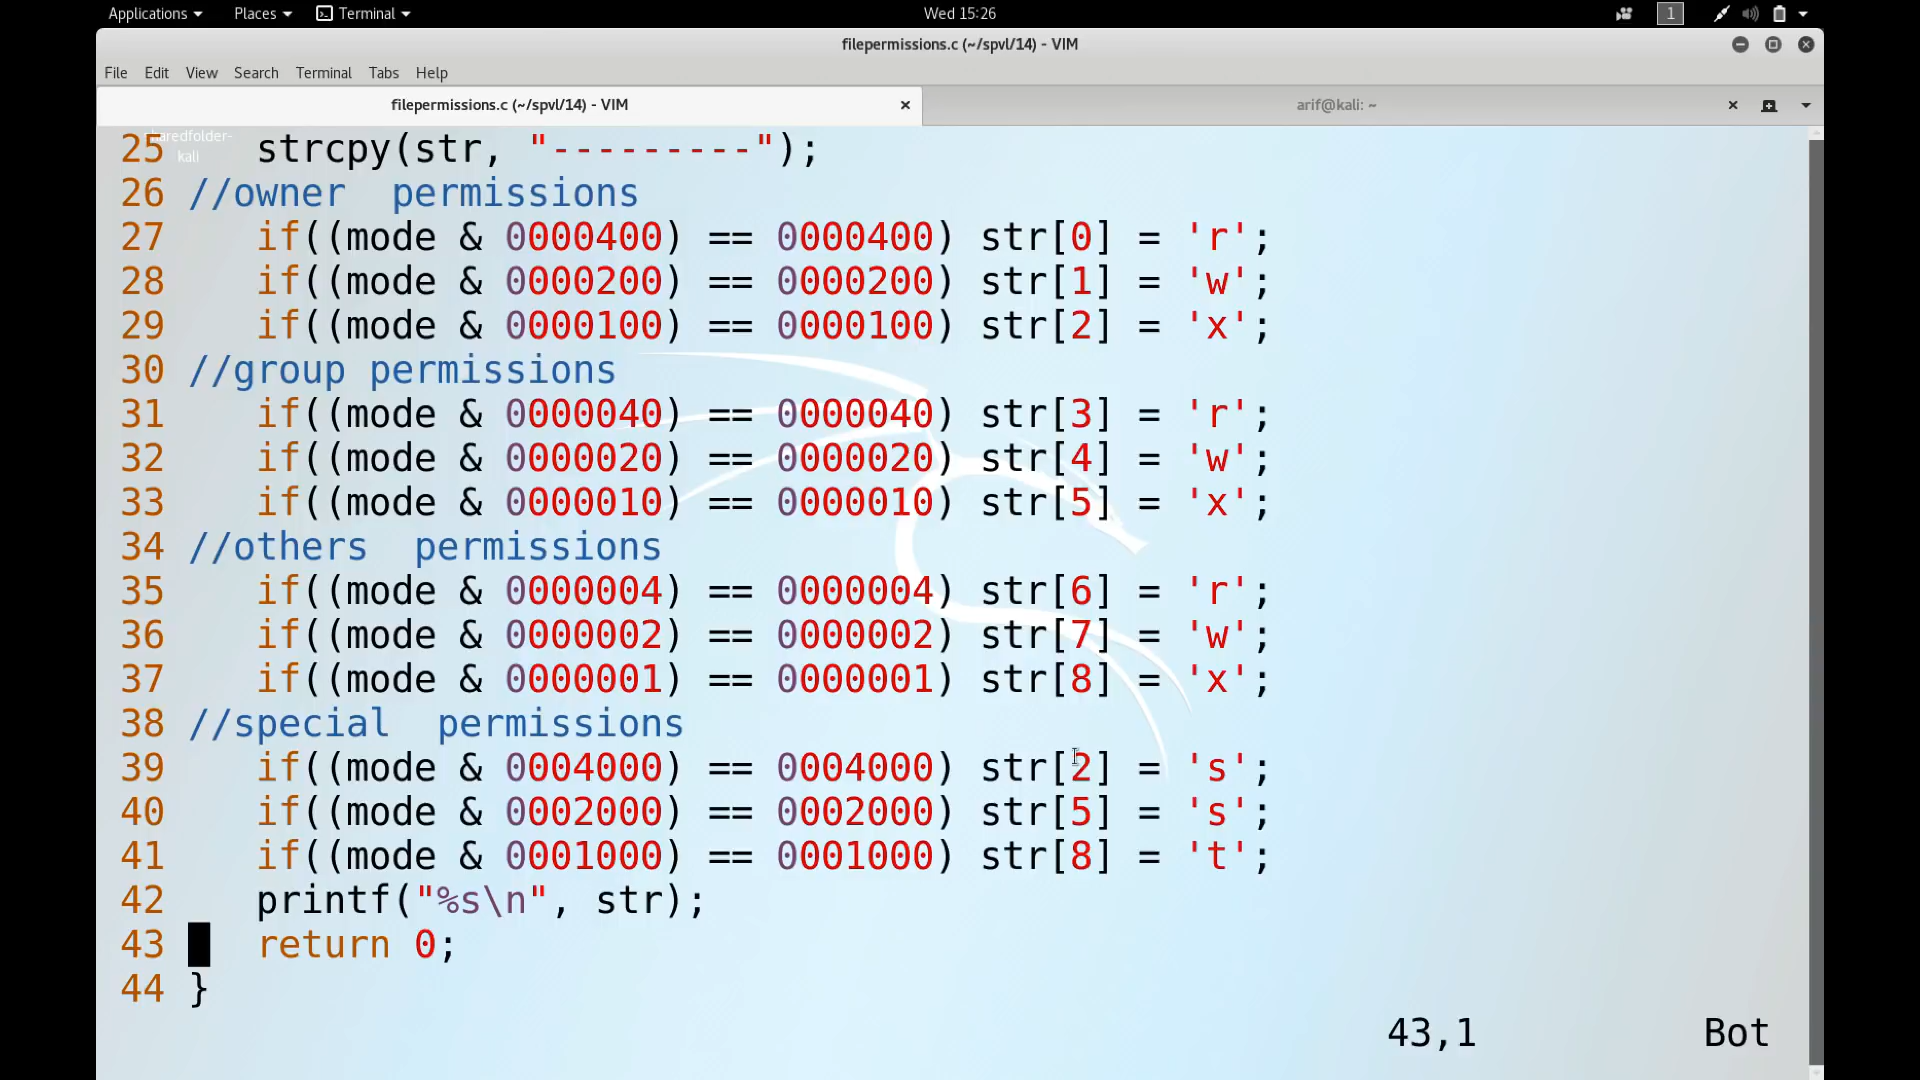 Applications Places Terminal Wed 15:26 1
filepermissions.c (~/spvl/14) - VIM
File Edit View Search Terminal Tabs Help
filepermissions.c (~/spvl/14) - VIM arif@kali: ~
sharedfolder-
kali
25    strcpy(str, "---------");
26 //owner  permissions
27    if((mode & 0000400) == 0000400) str[0] = 'r';
28    if((mode & 0000200) == 0000200) str[1] = 'w';
29    if((mode & 0000100) == 0000100) str[2] = 'x';
30 //group permissions
31    if((mode & 0000040) == 0000040) str[3] = 'r';
32    if((mode & 0000020) == 0000020) str[4] = 'w';
33    if((mode & 0000010) == 0000010) str[5] = 'x';
34 //others  permissions
35    if((mode & 0000004) == 0000004) str[6] = 'r';
36    if((mode & 0000002) == 0000002) str[7] = 'w';
37    if((mode & 0000001) == 0000001) str[8] = 'x';
38 //special  permissions
39    if((mode & 0004000) == 0004000) str[2] = 's';
40    if((mode & 0002000) == 0002000) str[5] = 's';
41    if((mode & 0001000) == 0001000) str[8] = 't';
42    printf("%s\n", str);
43    return 0;
44 }
43,1 Bot